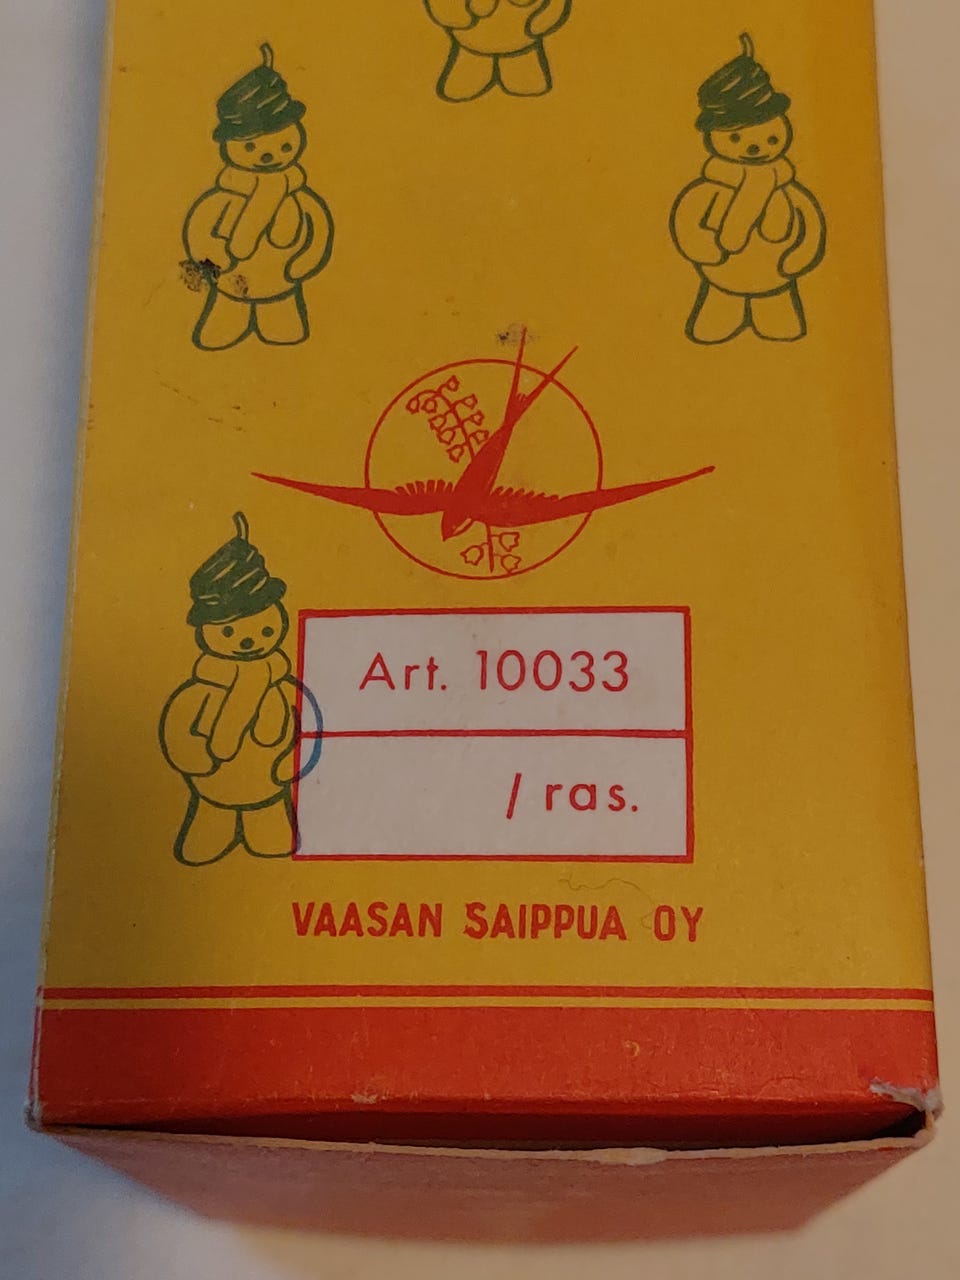 Art. 10033
/ ras.
VAASAN SAIPPUA OY